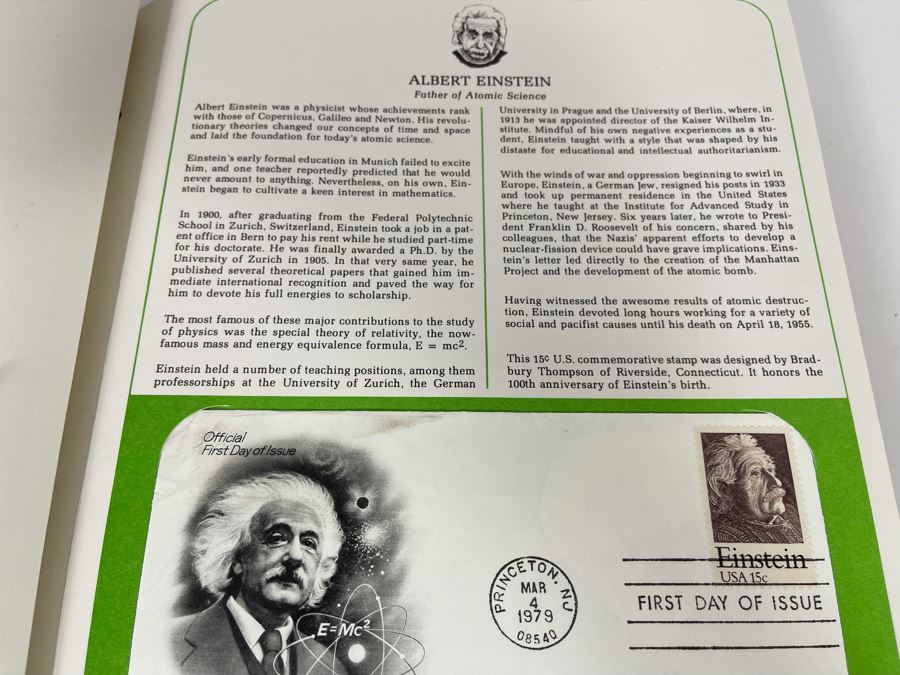 ALBERT EINSTEIN
Father of Atomic Science
Albert Einstein was a physicist whose achievements rank
with those of Copernicus, Galileo and Newton. His revolu-
tionary theories changed our concepts of time and space
and laid the foundation for today's atomic science.
Einstein's early formal education in Munich failed to excite
him, and one teacher reportedly predicted that he would
never amount to anything. Nevertheless, on his own, Ein-
stein began to cultivate a keen interest in mathematics.
In 1900, after graduating from the Federal Polytechnic
School in Zurich, Switzerland, Einstein took a job in a pat-
ent office in Bern to pay his rent while he studied part-time
for his doctorate. He was finally awarded a Ph.D. by the
University of Zurich in 1905. In that very same year, he
published several theoretical papers that gained him im-
mediate international recognition and paved the way for
him to devote his full energies to scholarship.
The most famous of these major contributions to the study
of physics was the special theory of relativity, the now-
famous mass and energy equivalence formula, E = mc².
Einstein held a number of teaching positions, among them
professorships at the University of Zurich, the German
University in Prague and the University of Berlin, where, in
1913 he was appointed director of the Kaiser Wilhelm In-
stitute. Mindful of his own negative experiences as a stu-
dent, Einstein taught with a style that was shaped by his
distaste for educational and intellectual authoritarianism.
With the winds of war and oppression beginning to swirl in
Europe, Einstein, a German Jew, resigned his posts in 1933
and took up permanent residence in the United States
where he taught at the Institute for Advanced Study in
Princeton, New Jersey. Six years later, he wrote to Presi-
dent Franklin D. Roosevelt of his concern, shared by his
colleagues, that the Nazis' apparent efforts to develop a
nuclear-fission device could have grave implications. Eins-
tein's letter led directly to the creation of the Manhattan
Project and the development of the atomic bomb.
Having witnessed the awesome results of atomic destruc-
tion, Einstein devoted long hours working for a variety of
social and pacifist causes until his death on April 18, 1955.
This 15¢ U.S. commemorative stamp was designed by Brad-
bury Thompson of Riverside, Connecticut. It honors the
100th anniversary of Einstein's birth.
Official
First Day of Issue
E=Mc²
PRINCETON, NJ
MAR
4
1979
08540
Einstein
USA 15c
FIRST DAY OF ISSUE